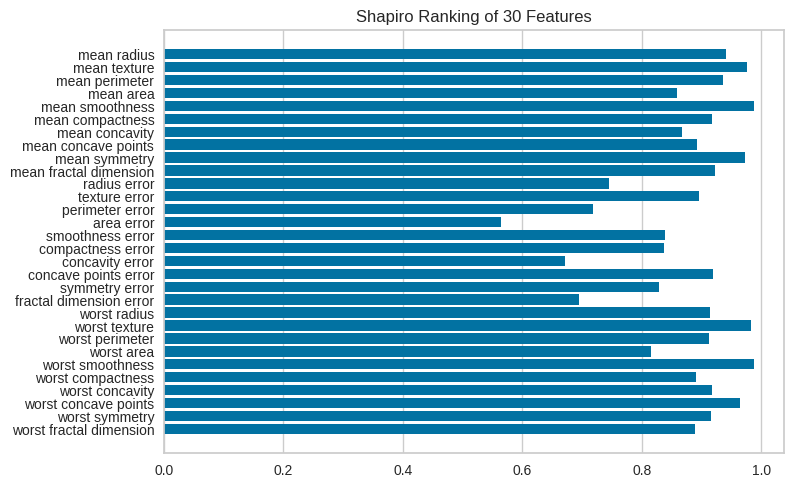 Shapiro Ranking of 30 Features
mean radius
mean texture
mean perimeter
mean area
mean smoothness
mean compactness
mean concavity
mean concave points
mean symmetry
mean fractal dimension
radius error
texture error
perimeter error
area error
smoothness error
compactness error
concavity error
concave points error
symmetry error
fractal dimension error
worst radius
worst texture
worst perimeter
worst area
worst smoothness
worst compactness
worst concavity
worst concave points
worst symmetry
worst fractal dimension
0.0 0.2 0.4 0.6 0.8 1.0